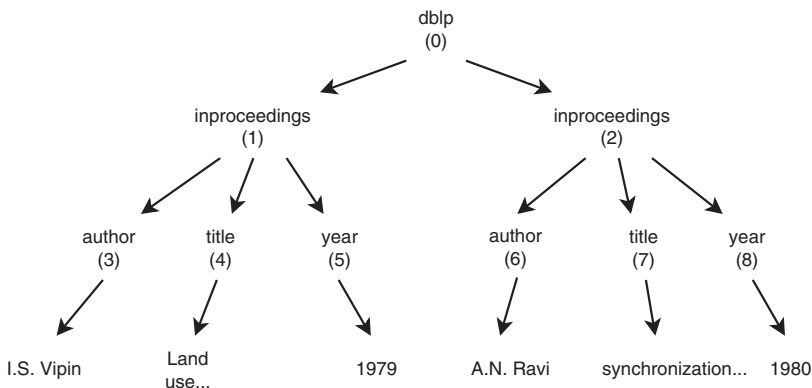 dblp
(0)
inproceedings
(1)
inproceedings
(2)
author
(3)
title
(4)
year
(5)
author
(6)
title
(7)
year
(8)
I.S. Vipin
Land
use...
1979
A.N. Ravi
synchronization...
1980